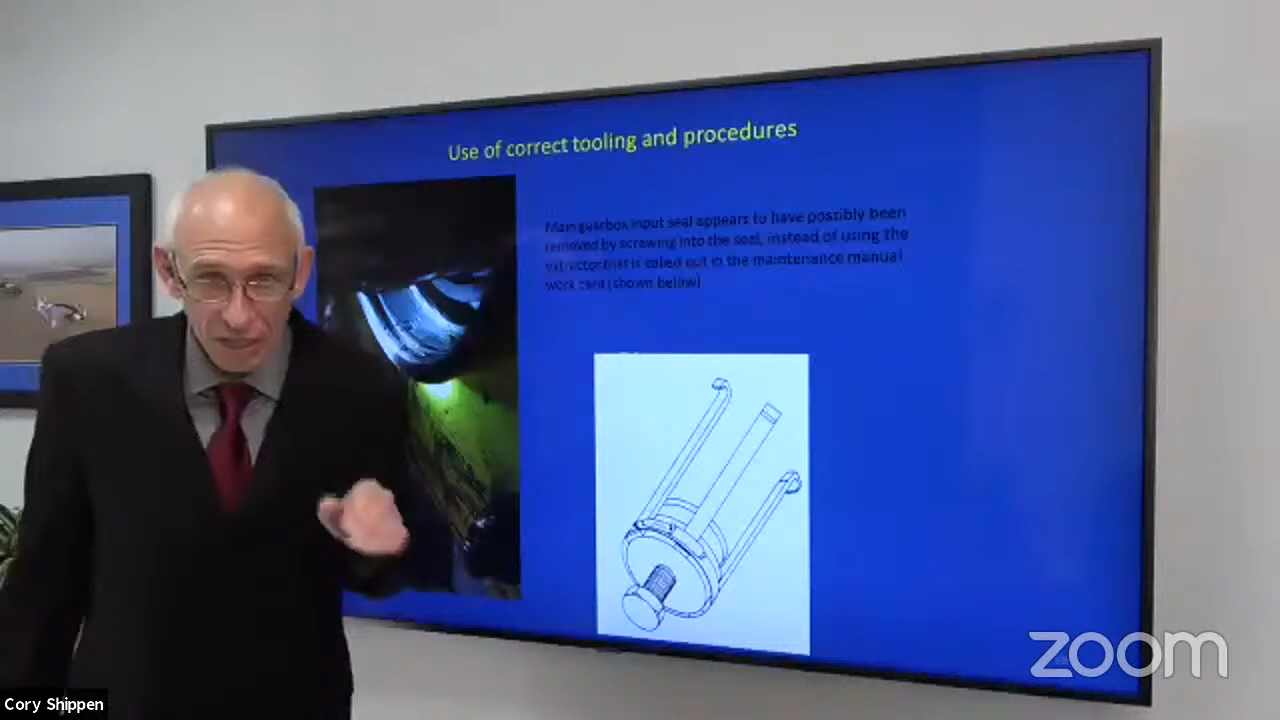 Use of correct tooling and procedures
Main gearbox input seal appears to have possibly been
removed by screwing into the seal, instead of using the
extractor that is called out in the maintenance manual
work card (shown below)
zoom
Cory Shippen